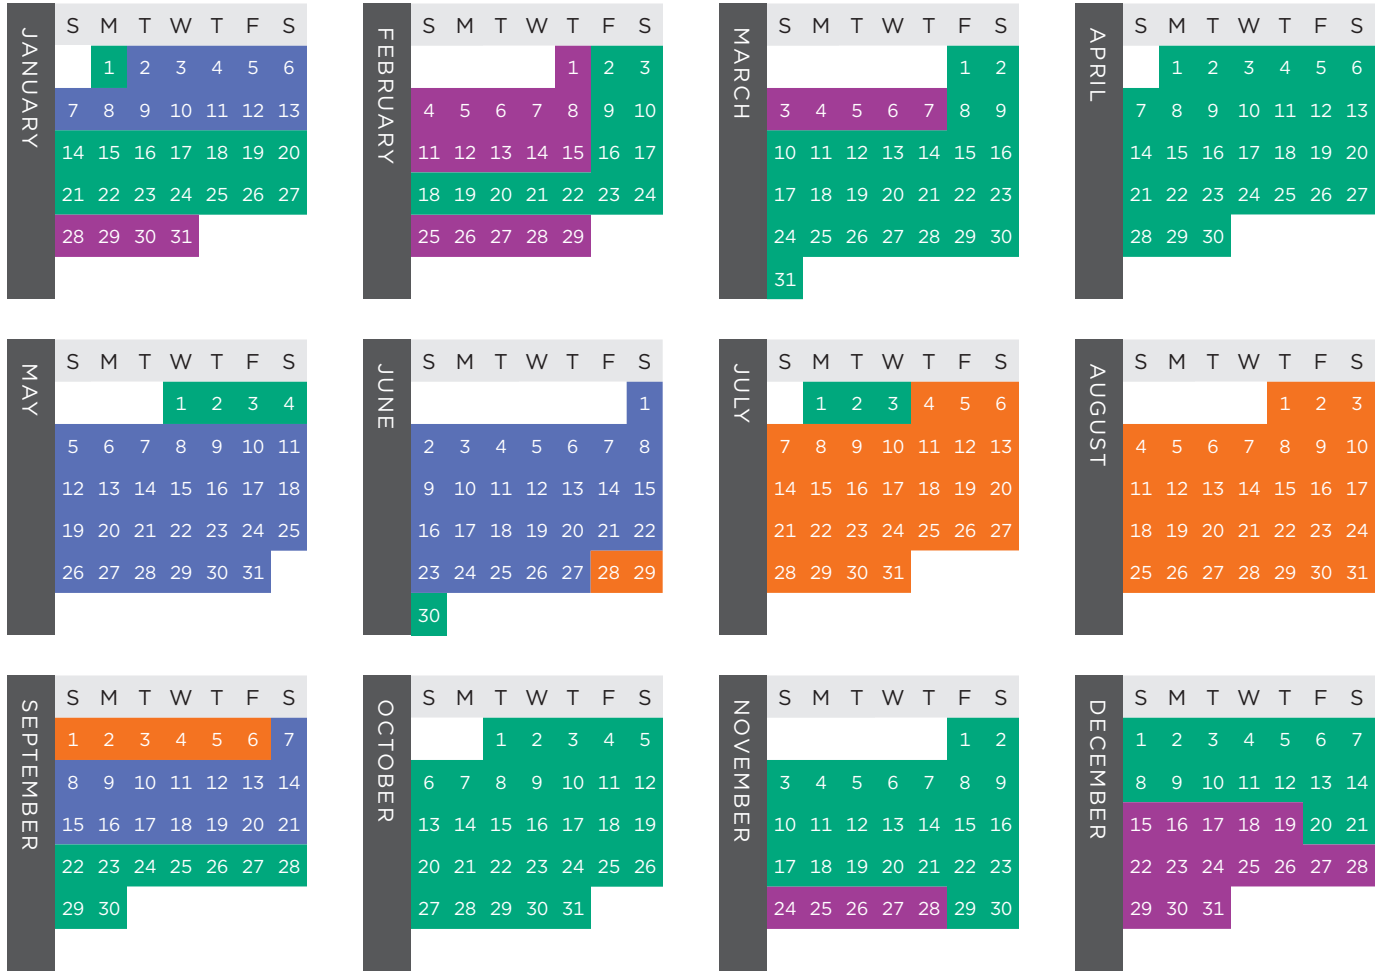 JANUARY
S M T W T F S
1 2 3 4 5 6
7 8 9 10 11 12 13
14 15 16 17 18 19 20
21 22 23 24 25 26 27
28 29 30 31
FEBRUARY
S M T W T F S
1 2 3
4 5 6 7 8 9 10
11 12 13 14 15 16 17
18 19 20 21 22 23 24
25 26 27 28 29
MARCH
S M T W T F S
1 2
3 4 5 6 7 8 9
10 11 12 13 14 15 16
17 18 19 20 21 22 23
24 25 26 27 28 29 30
31
APRIL
S M T W T F S
1 2 3 4 5 6
7 8 9 10 11 12 13
14 15 16 17 18 19 20
21 22 23 24 25 26 27
28 29 30
MAY
S M T W T F S
1 2 3 4
5 6 7 8 9 10 11
12 13 14 15 16 17 18
19 20 21 22 23 24 25
26 27 28 29 30 31
JUNE
S M T W T F S
1
2 3 4 5 6 7 8
9 10 11 12 13 14 15
16 17 18 19 20 21 22
23 24 25 26 27 28 29
30
JULY
S M T W T F S
1 2 3 4 5 6
7 8 9 10 11 12 13
14 15 16 17 18 19 20
21 22 23 24 25 26 27
28 29 30 31
AUGUST
S M T W T F S
1 2 3
4 5 6 7 8 9 10
11 12 13 14 15 16 17
18 19 20 21 22 23 24
25 26 27 28 29 30 31
SEPTEMBER
S M T W T F S
1 2 3 4 5 6 7
8 9 10 11 12 13 14
15 16 17 18 19 20 21
22 23 24 25 26 27 28
29 30
OCTOBER
S M T W T F S
1 2 3 4 5
6 7 8 9 10 11 12
13 14 15 16 17 18 19
20 21 22 23 24 25 26
27 28 29 30 31
NOVEMBER
S M T W T F S
1 2
3 4 5 6 7 8 9
10 11 12 13 14 15 16
17 18 19 20 21 22 23
24 25 26 27 28 29 30
DECEMBER
S M T W T F S
1 2 3 4 5 6 7
8 9 10 11 12 13 14
15 16 17 18 19 20 21
22 23 24 25 26 27 28
29 30 31